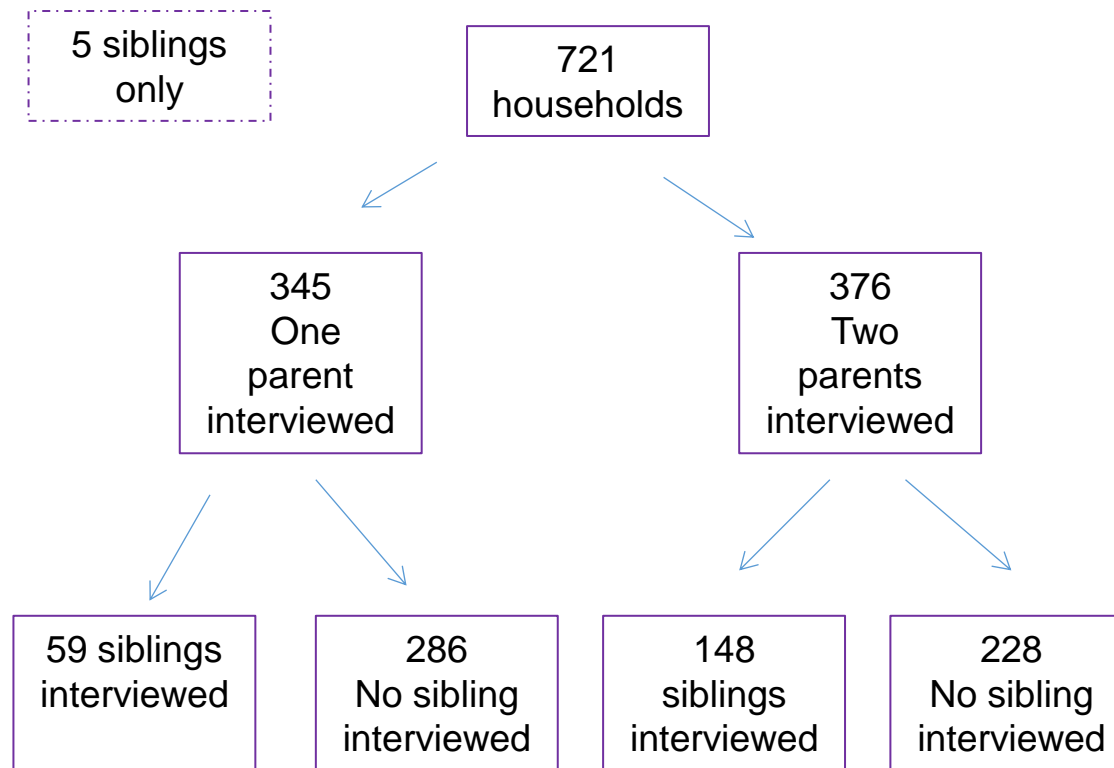 5 siblings
only
721
households
345
One
parent
interviewed
376
Two
parents
interviewed
59 siblings
interviewed
286
No sibling
interviewed
148
siblings
interviewed
228
No sibling
interviewed